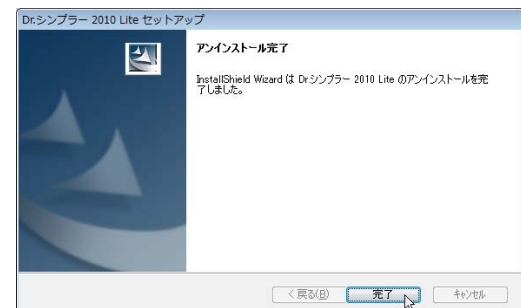 Dr.シンプラー 2010 Lite セットアップ
アンインストール完了
InstallShield Wizard は Dr.シンプラー 2010 Lite のアンインストールを完
了しました。
< 戻る(B)
完了
キャンセル